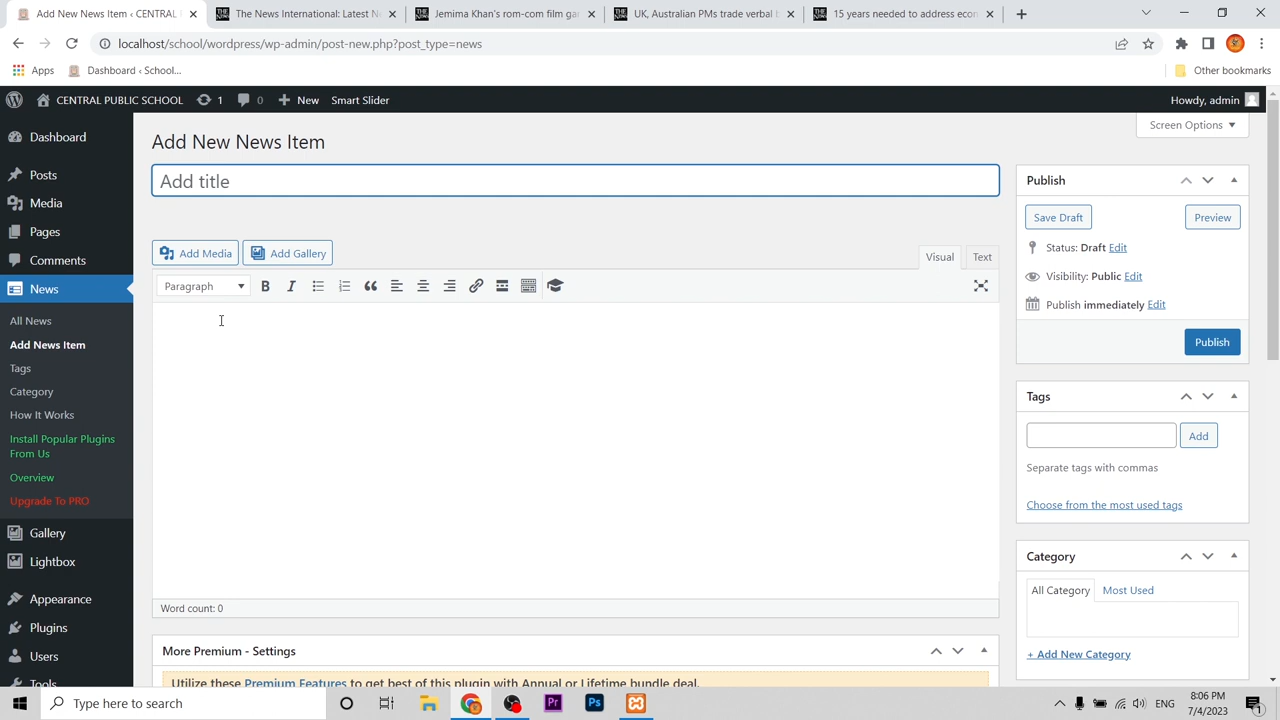 Add New News Item ‹ CENTRAL P
The News International: Latest Ne
Jemima Khan's rom-com film gar
UK, Australian PMs trade verbal b
15 years needed to address econ
localhost/school/wordpress/wp-admin/post-new.php?post_type=news
Apps
Dashboard ‹ School...
Other bookmarks
CENTRAL PUBLIC SCHOOL
1
0
New
Smart Slider
Howdy, admin
Dashboard
Posts
Media
Pages
Comments
News
All News
Add News Item
Tags
Category
How It Works
Install Popular Plugins
From Us
Overview
Upgrade To PRO
Gallery
Lightbox
Appearance
Plugins
Users
Tools
Screen Options
Add New News Item
Add title
Add Media
Add Gallery
Visual
Text
Paragraph
B
I
Word count: 0
More Premium - Settings
Utilize these Premium Features to get best of this plugin with Annual or Lifetime bundle deal.
Publish
Save Draft
Preview
Status: Draft Edit
Visibility: Public Edit
Publish immediately Edit
Publish
Tags
Add
Separate tags with commas
Choose from the most used tags
Category
All Category
Most Used
+ Add New Category
Type here to search
Pr
Ps
ENG
8:06 PM
7/4/2023
1